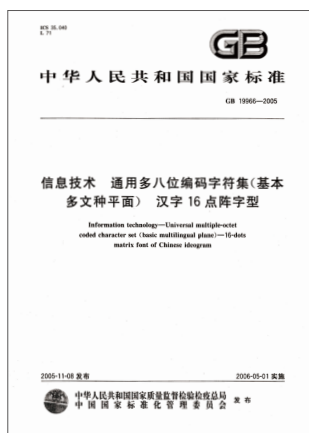 ICS 35.040
L 71
GB
中华人民共和国国家标准
GB 19966—2005
信息技术 通用多八位编码字符集(基本
多文种平面) 汉字 16 点阵字型
Information technology—Universal multiple-octet
coded character set (basic multilingual plane)—16-dots
matrix font of Chinese ideogram
2005-11-08 发布
2006-05-01 实施
中华人民共和国国家质量监督检验检疫总局
中国国家标准化管理委员会
发布